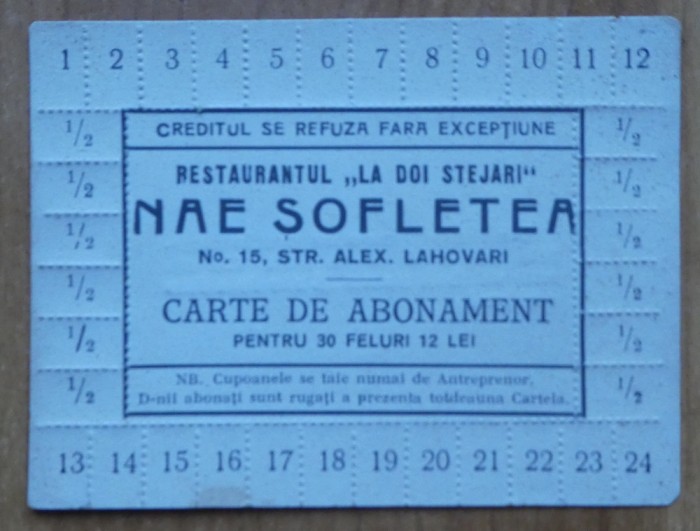 1 2 3 4 5 6 7 8 9 10 11 12
CREDITUL SE REFUZA FARA EXCEPȚIUNE
1/2 1/2
RESTAURANTUL „LA DOI STEJARI“
1/2 1/2
NAE ȘOFLETEA
1/2 1/2
No. 15, STR. ALEX. LAHOVARI
1/2 1/2
CARTE DE ABONAMENT
1/2 1/2
PENTRU 30 FELURI 12 LEI
NB. Cupoanele se taie numai de Antreprenor.
1/2 1/2
D-nii abonați sunt rugați a prezenta totdeauna Cartela.
13 14 15 16 17 18 19 20 21 22 23 24